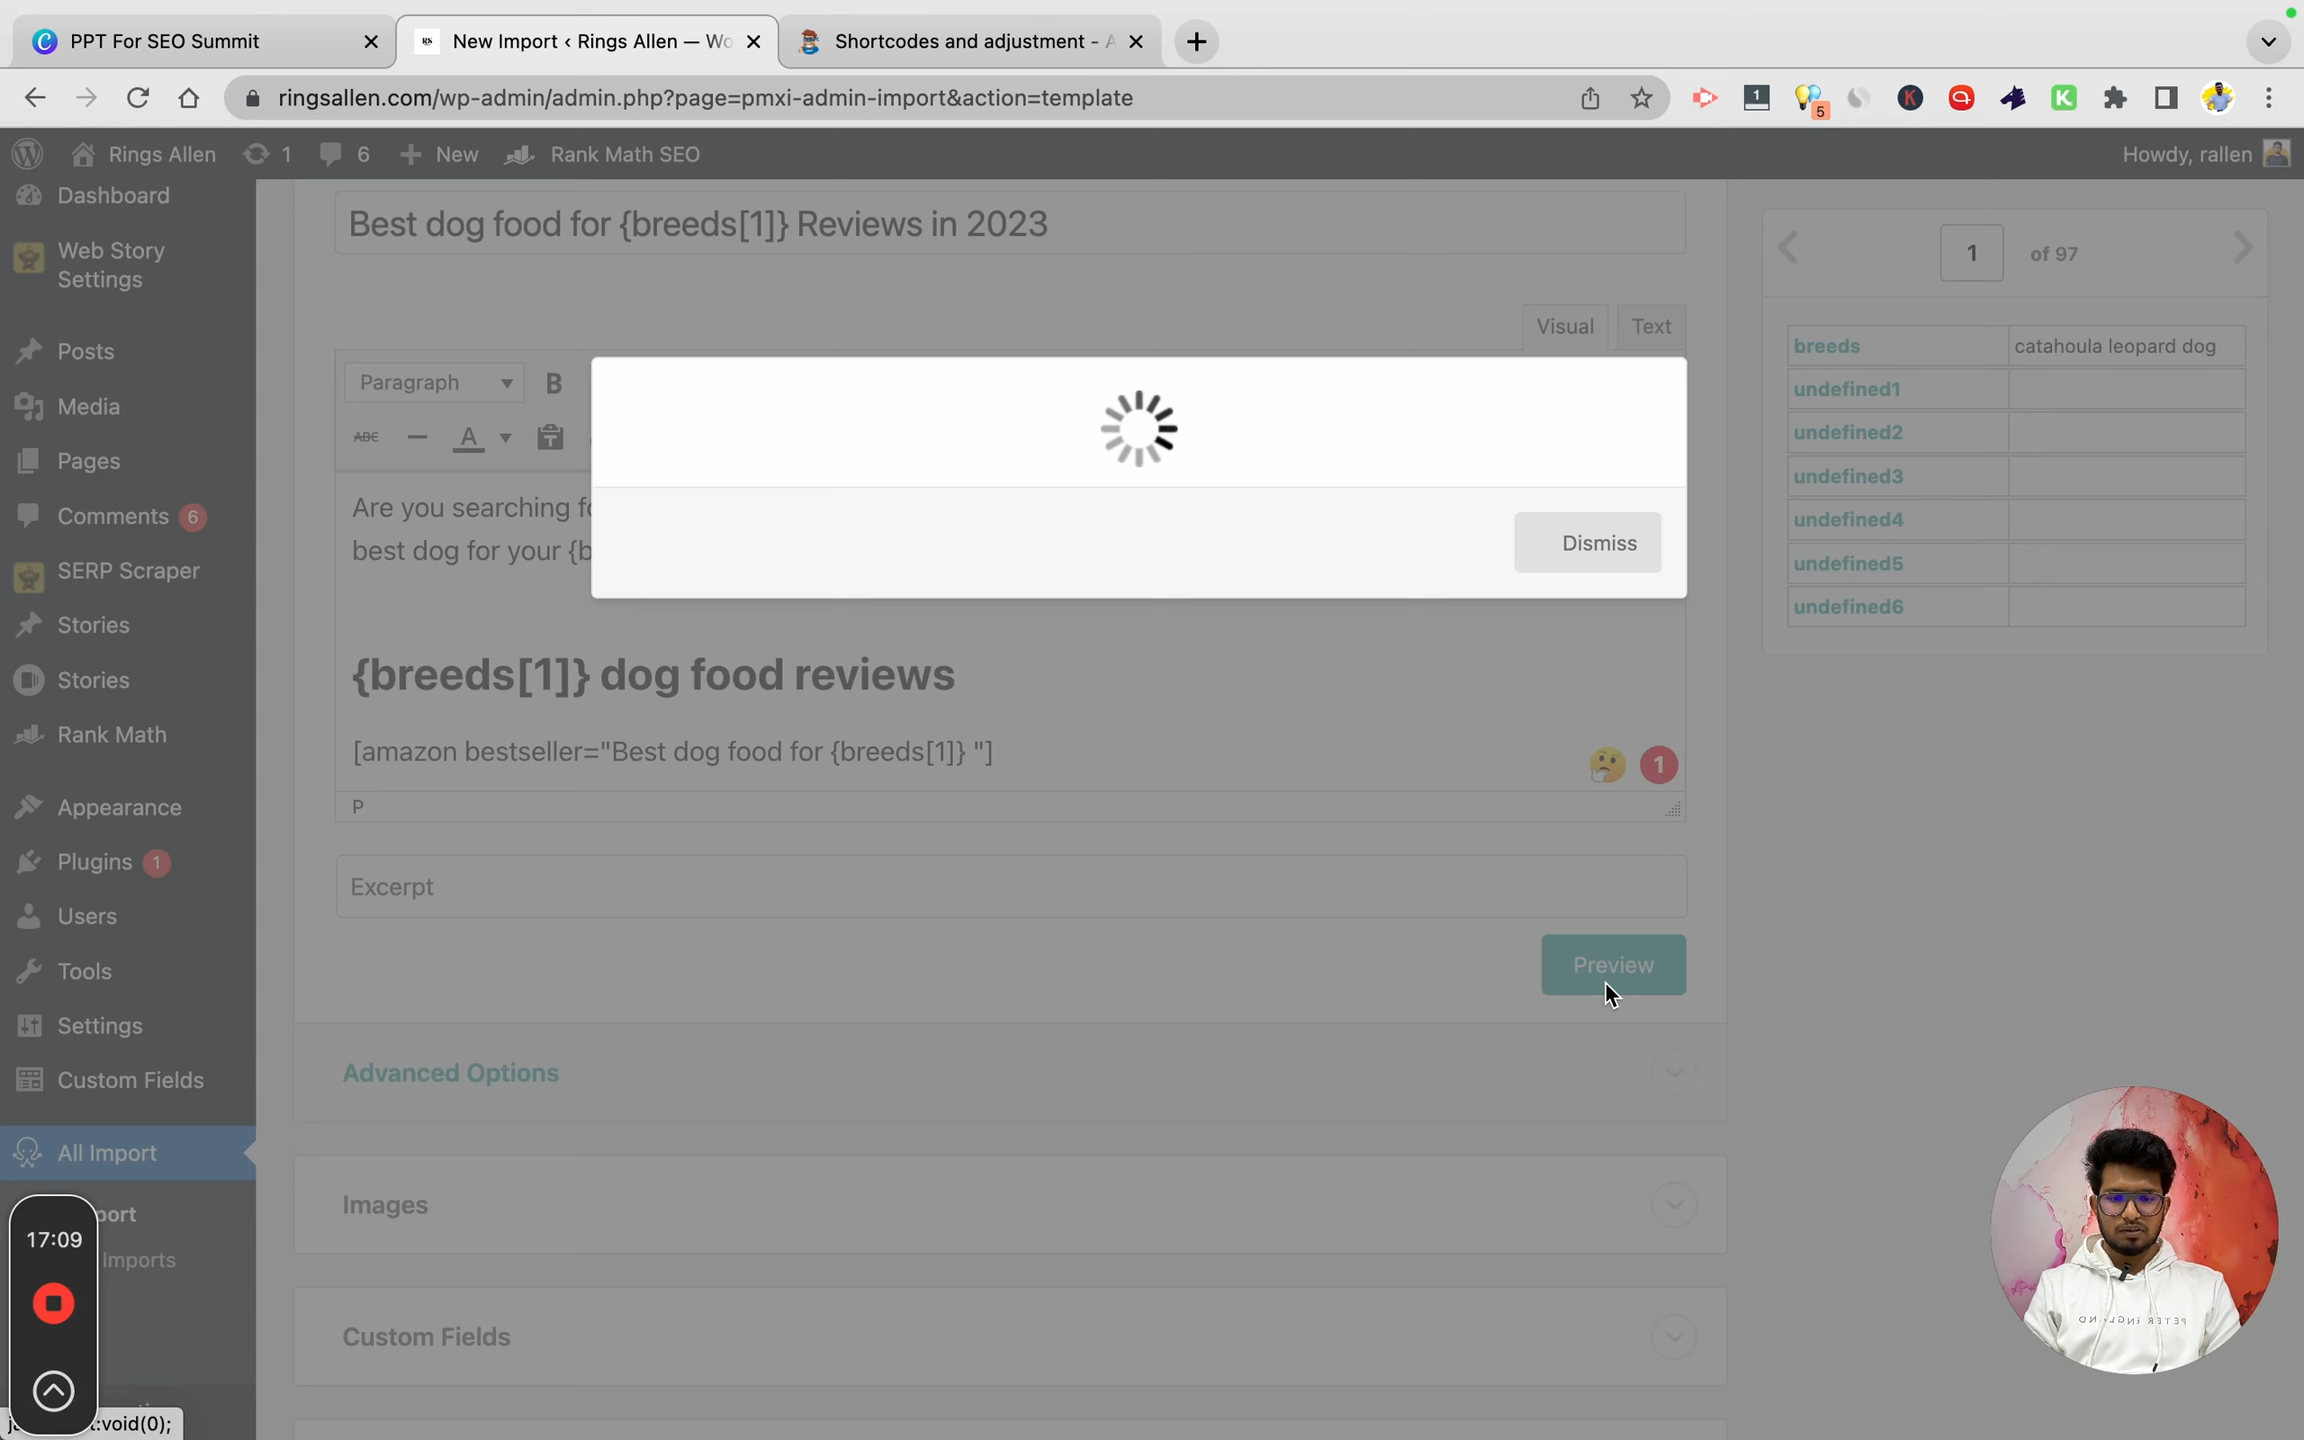 PPT For SEO Summit
New Import ‹ Rings Allen — Wo
Shortcodes and adjustment - A
ringsallen.com/wp-admin/admin.php?page=pmxi-admin-import&action=template
1
5
K
K
Rings Allen
1
6
New
Rank Math SEO
Howdy, rallen
Dashboard
Web Story
Settings
Posts
Media
Pages
Comments 6
SERP Scraper
Stories
Stories
Rank Math
Appearance
Plugins 1
Users
Tools
Settings
Custom Fields
All Import
port
Imports
17:09
:void(0);
Best dog food for {breeds[1]} Reviews in 2023
Visual
Text
Paragraph
B
ABC
A
Dismiss
Are you searching fo
best dog for your {b
{breeds[1]} dog food reviews
[amazon bestseller="Best dog food for {breeds[1]} "]
1
P
Excerpt
Preview
Advanced Options
Images
Custom Fields
1 of 97
breeds catahoula leopard dog
undefined1
undefined2
undefined3
undefined4
undefined5
undefined6
PETER ENGLAND